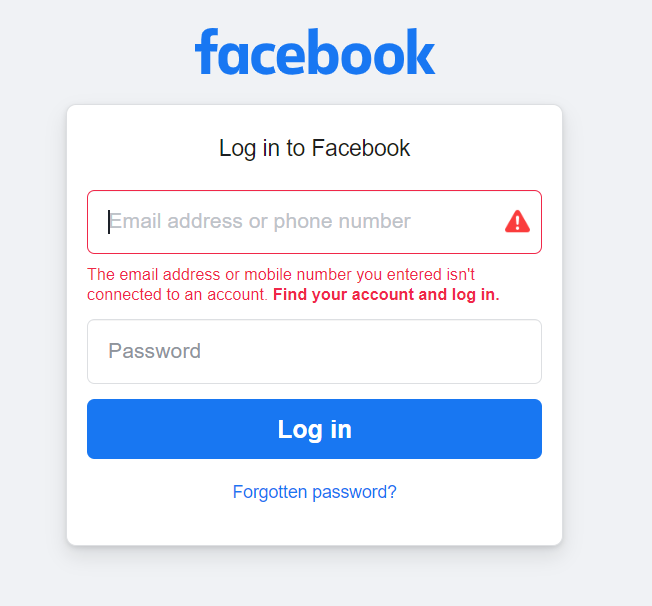 facebook
Log in to Facebook
Email address or phone number
The email address or mobile number you entered isn't
connected to an account. Find your account and log in.
Password
Log in
Forgotten password?